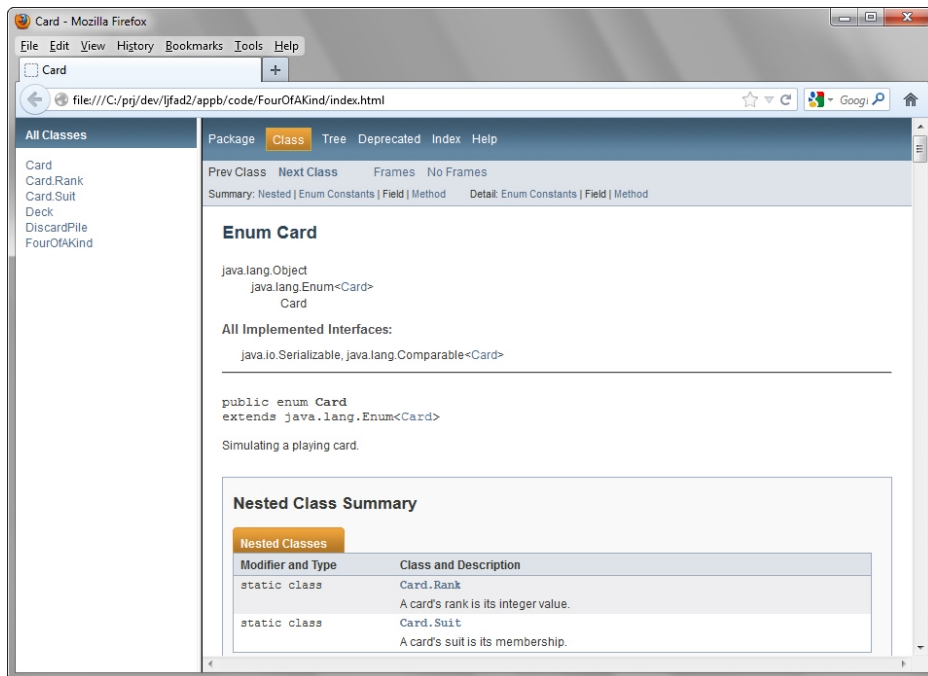 Card - Mozilla Firefox
File Edit View History Bookmarks Tools Help
Card
file:///C:/prj/dev/ljfad2/appb/code/FourOfAKind/index.html
Googl
All Classes
Card
Card.Rank
Card.Suit
Deck
DiscardPile
FourOfAKind
Package Class Tree Deprecated Index Help
Prev Class Next Class Frames No Frames
Summary: Nested | Enum Constants | Field | Method Detail: Enum Constants | Field | Method
Enum Card
java.lang.Object
java.lang.Enum<Card>
Card
All Implemented Interfaces:
java.io.Serializable, java.lang.Comparable<Card>
public enum Card
extends java.lang.Enum<Card>
Simulating a playing card.
Nested Class Summary
Nested Classes
Modifier and Type Class and Description
static class Card.Rank
A card's rank is its integer value.
static class Card.Suit
A card's suit is its membership.